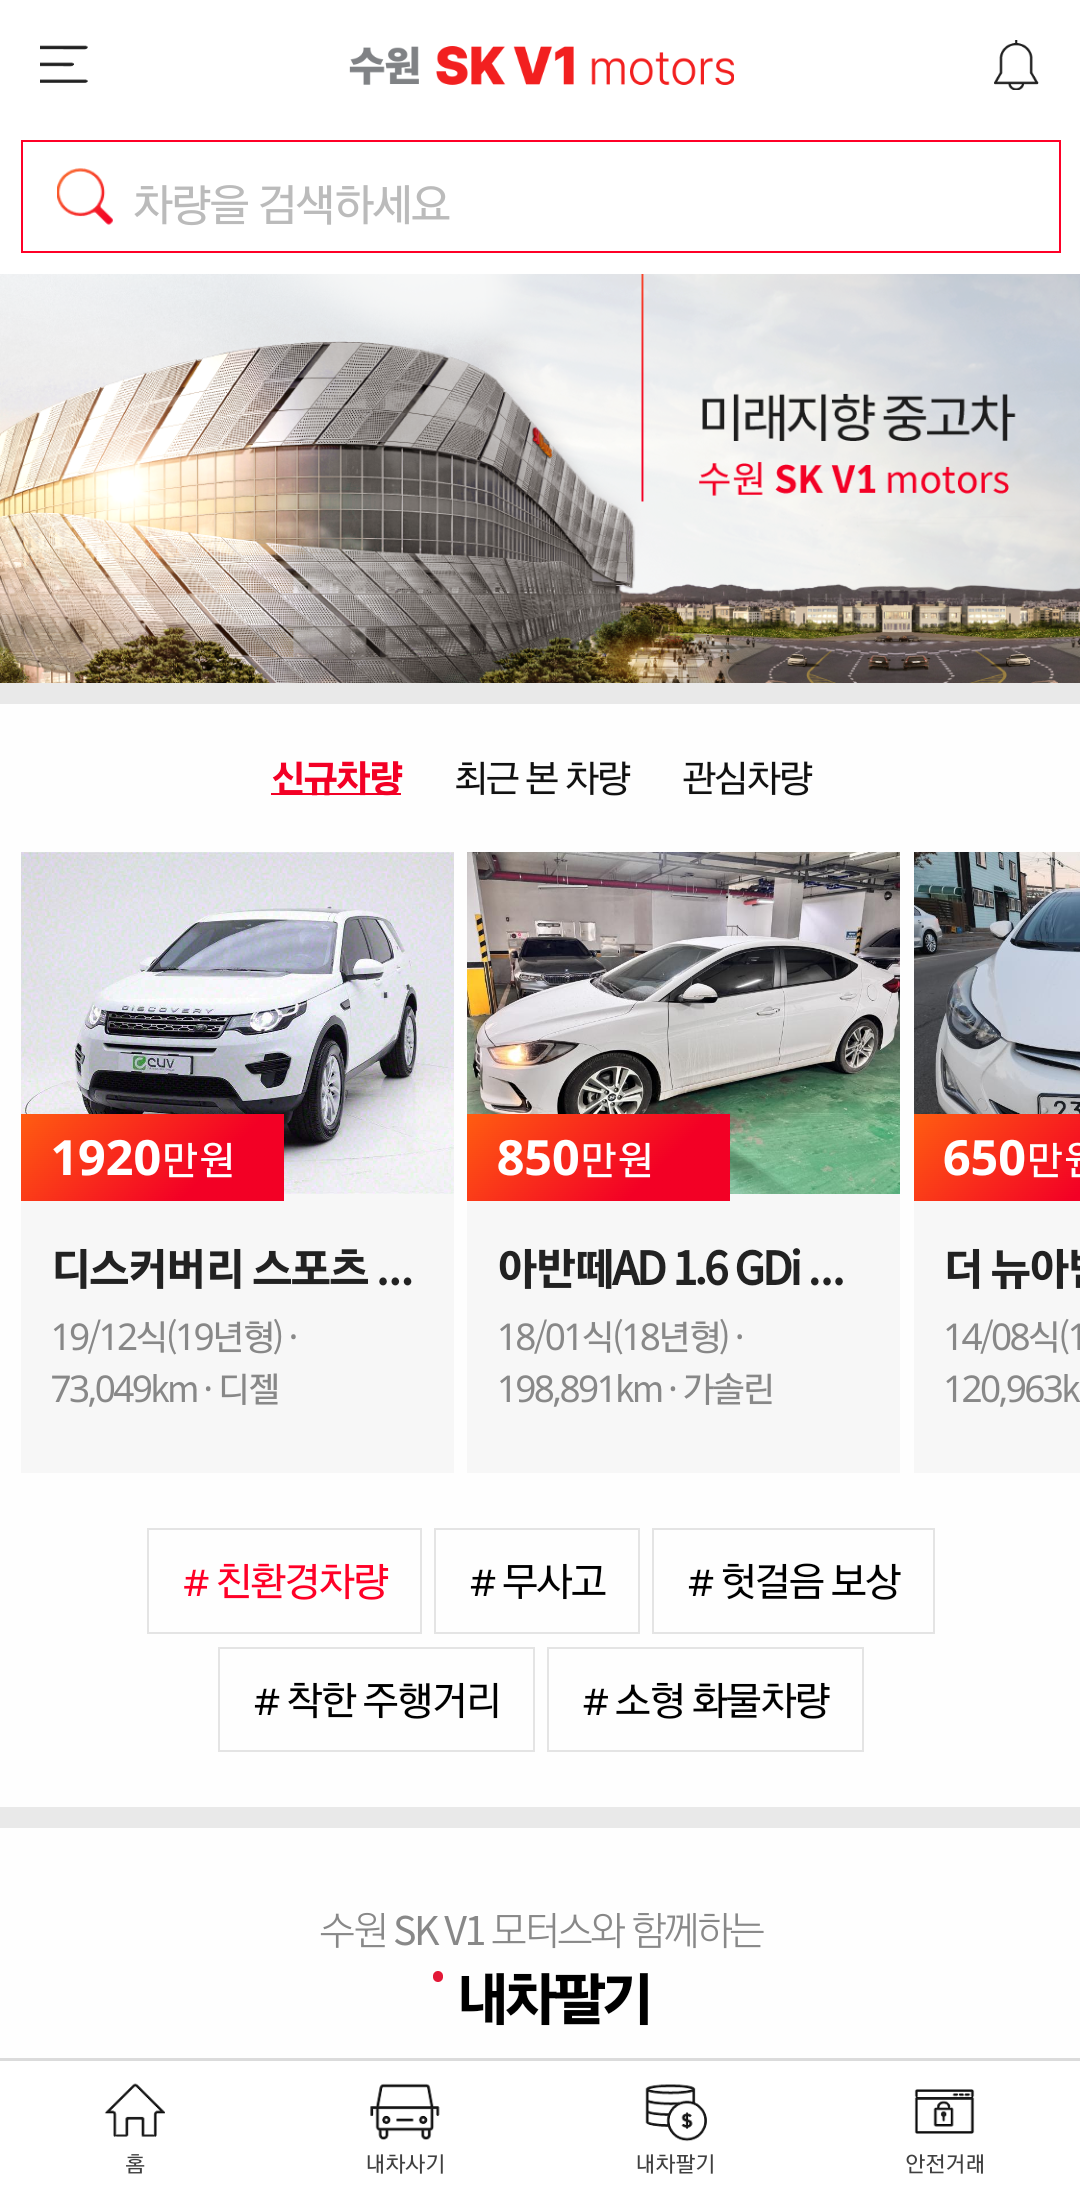 수원 SK V1 motors
차량을 검색하세요
미래지향 중고차
수원 SK V1 motors
신규차량 최근 본 차량 관심차량
DISCOVERY
CUV
1920만원
850만원
650만원
디스커버리 스포츠 ...
19/12식(19년형) ·
73,049km · 디젤
아반떼AD 1.6 GDi ...
18/01식(18년형) ·
198,891km · 가솔린
더 뉴아반
14/08식(1
120,963k
# 친환경차량
# 무사고
# 헛걸음 보상
# 착한 주행거리
# 소형 화물차량
수원 SK V1 모터스와 함께하는
내차팔기
홈
내차사기
내차팔기
안전거래